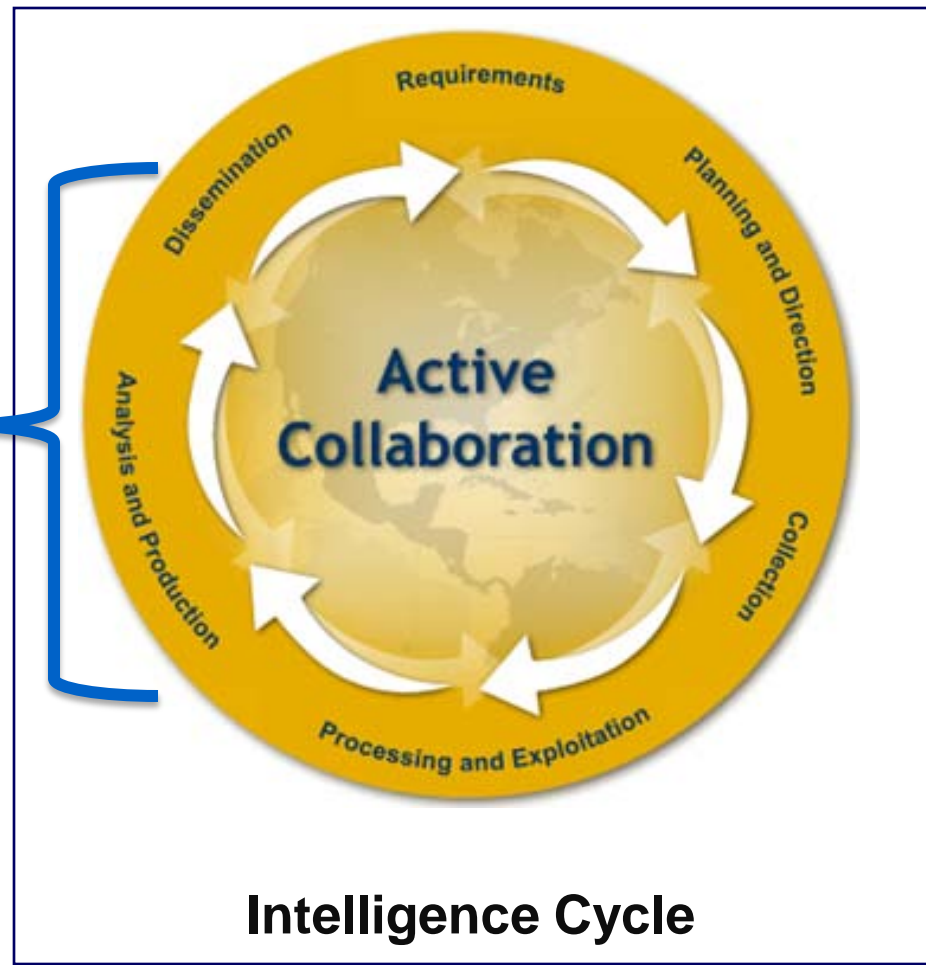 Requirements
Planning and Direction
Collection
Processing and Exploitation
Analysis and Production
Dissemination
Active
Collaboration
Intelligence Cycle